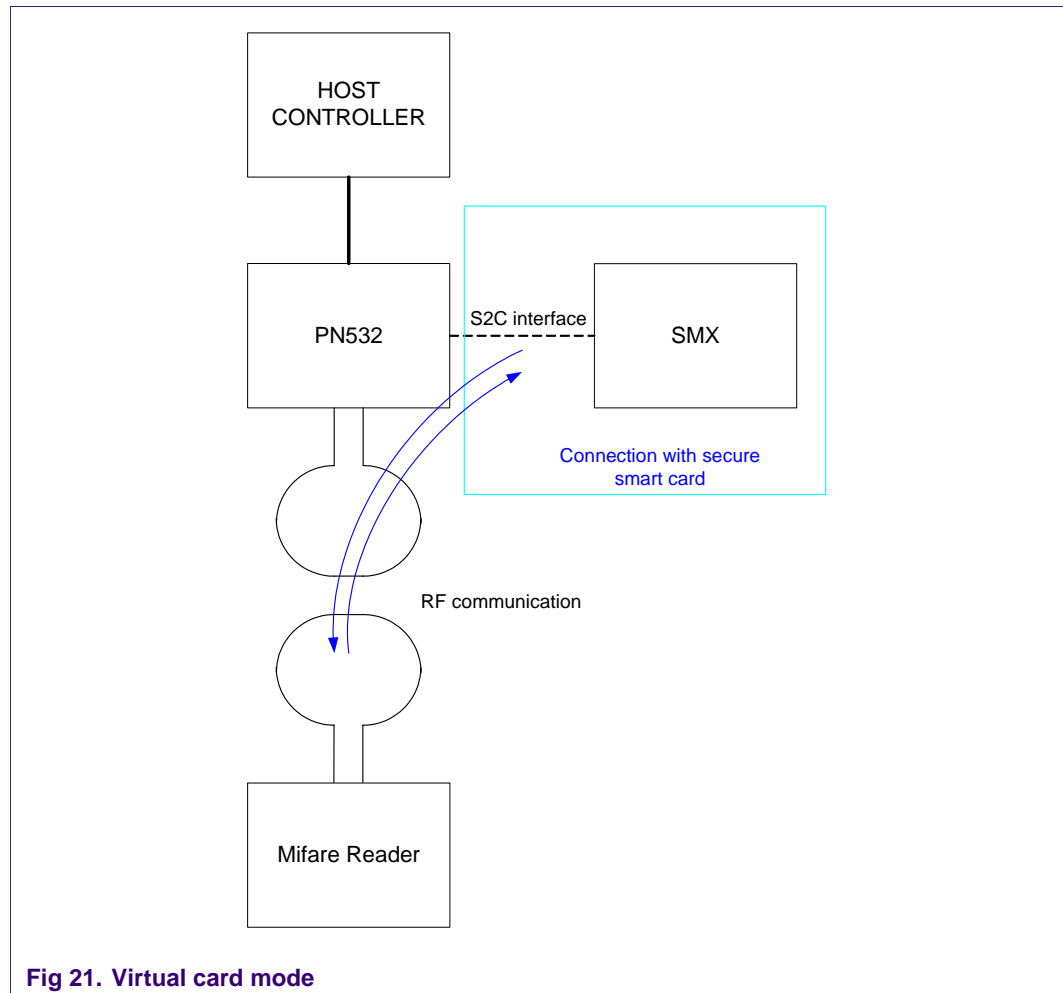 HOST
CONTROLLER
PN532
S2C interface
SMX
Connection with secure
smart card
RF communication
Mifare Reader
Fig 21. Virtual card mode